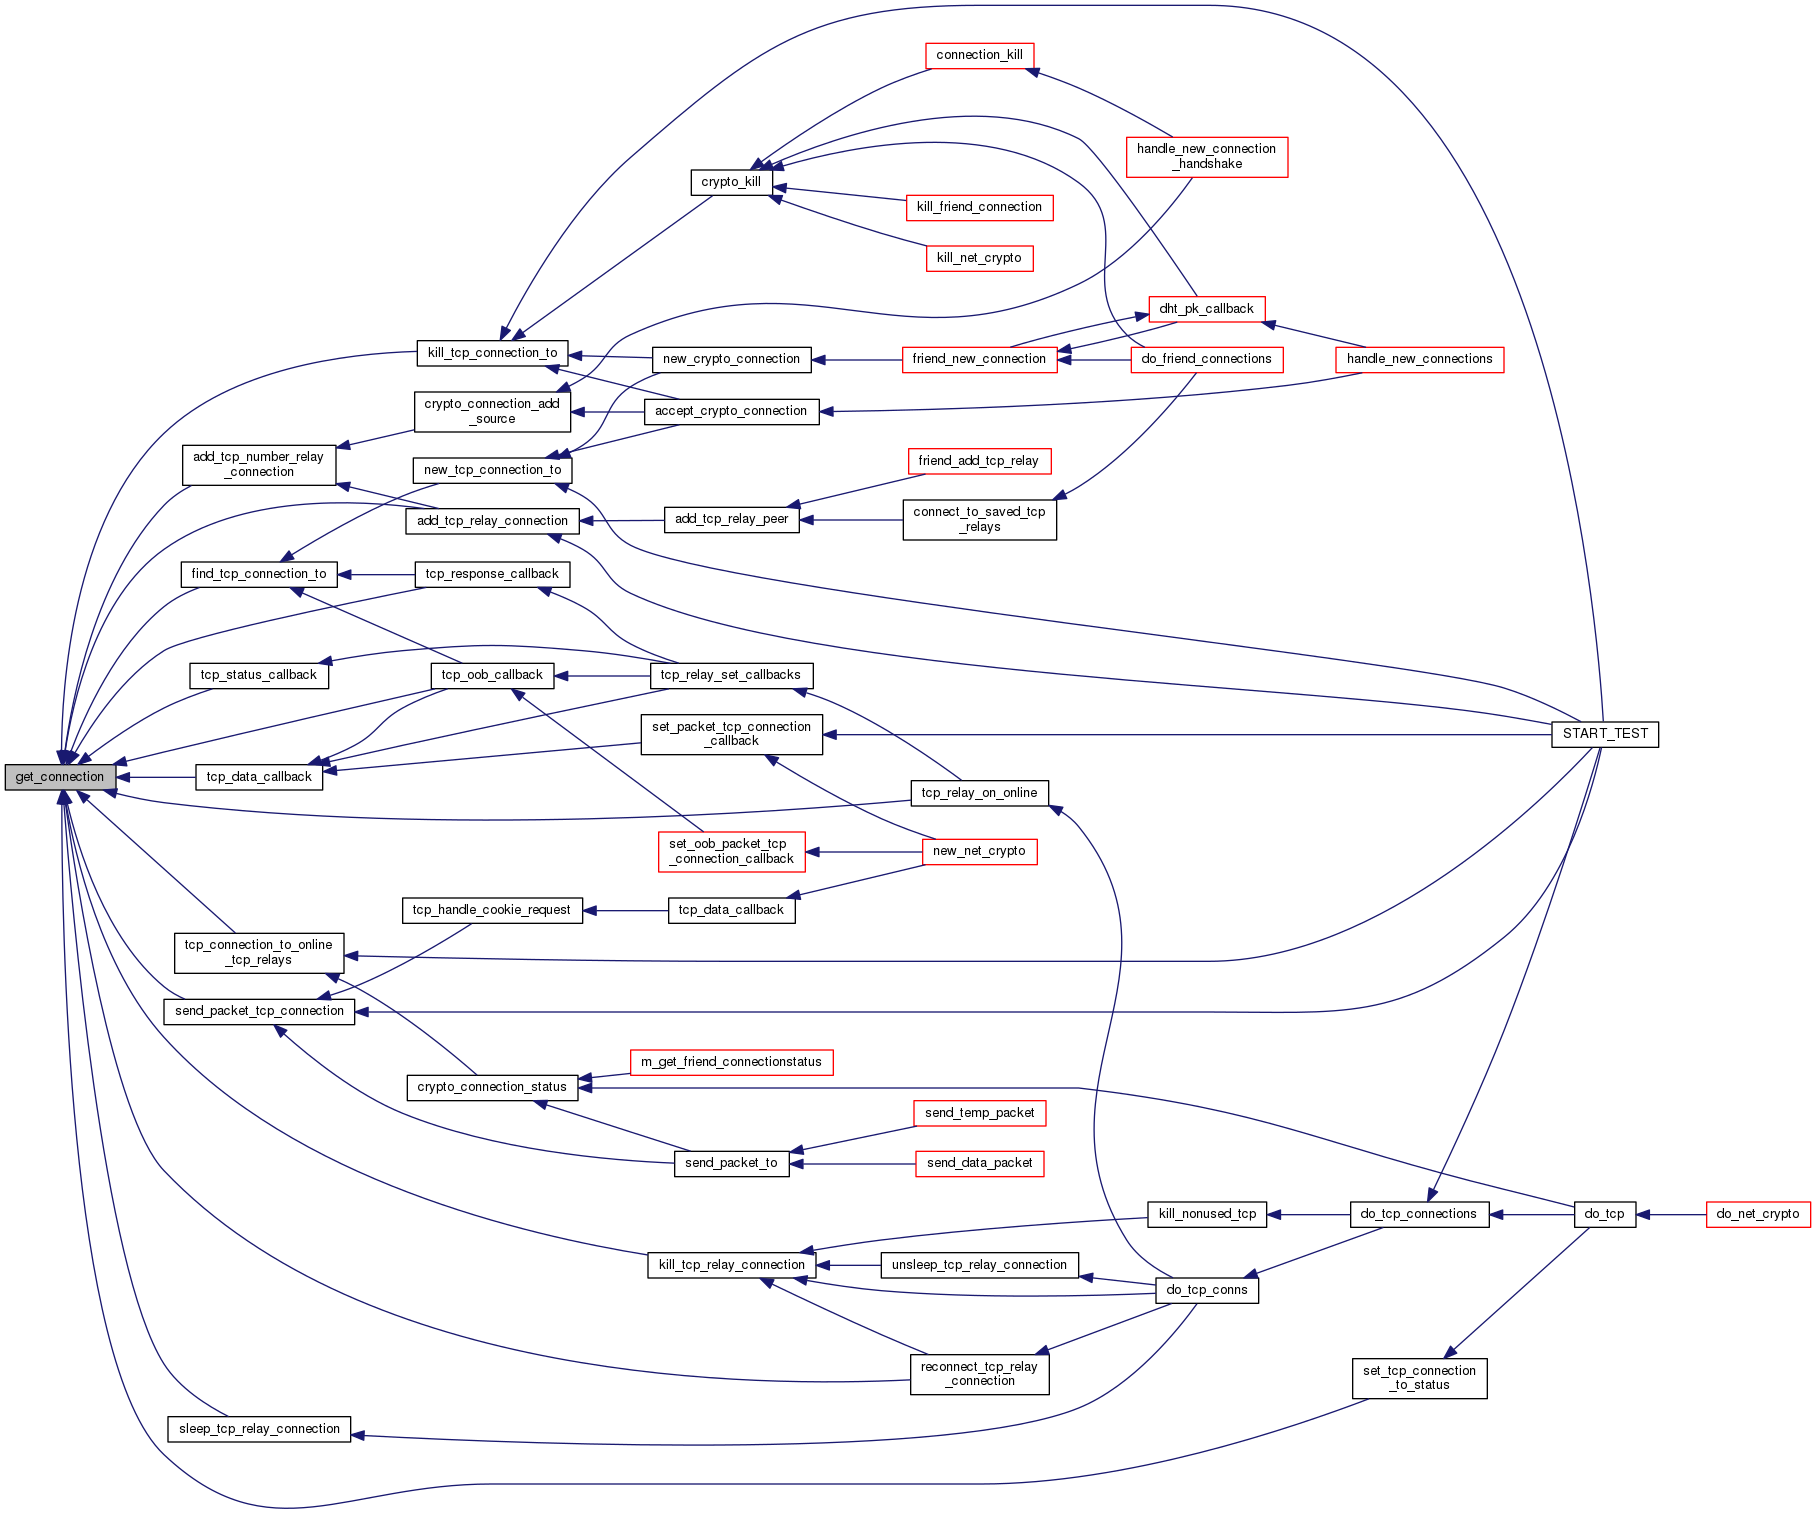 connection_kill
handle_new_connection
_handshake
crypto_kill
kill_friend_connection
kill_net_crypto
dht_pk_callback
kill_tcp_connection_to
new_crypto_connection
friend_new_connection
do_friend_connections
handle_new_connections
crypto_connection_add
_source
accept_crypto_connection
add_tcp_number_relay
_connection
new_tcp_connection_to
friend_add_tcp_relay
add_tcp_relay_connection
add_tcp_relay_peer
connect_to_saved_tcp
_relays
find_tcp_connection_to
tcp_response_callback
tcp_status_callback
tcp_oob_callback
tcp_relay_set_callbacks
set_packet_tcp_connection
_callback
START_TEST
get_connection
tcp_data_callback
tcp_relay_on_online
set_oob_packet_tcp
_connection_callback
new_net_crypto
tcp_handle_cookie_request
tcp_data_callback
tcp_connection_to_online
_tcp_relays
send_packet_tcp_connection
m_get_friend_connectionstatus
crypto_connection_status
send_temp_packet
send_packet_to
send_data_packet
kill_nonused_tcp
do_tcp_connections
do_tcp
do_net_crypto
kill_tcp_relay_connection
unsleep_tcp_relay_connection
do_tcp_conns
reconnect_tcp_relay
_connection
set_tcp_connection
_to_status
sleep_tcp_relay_connection